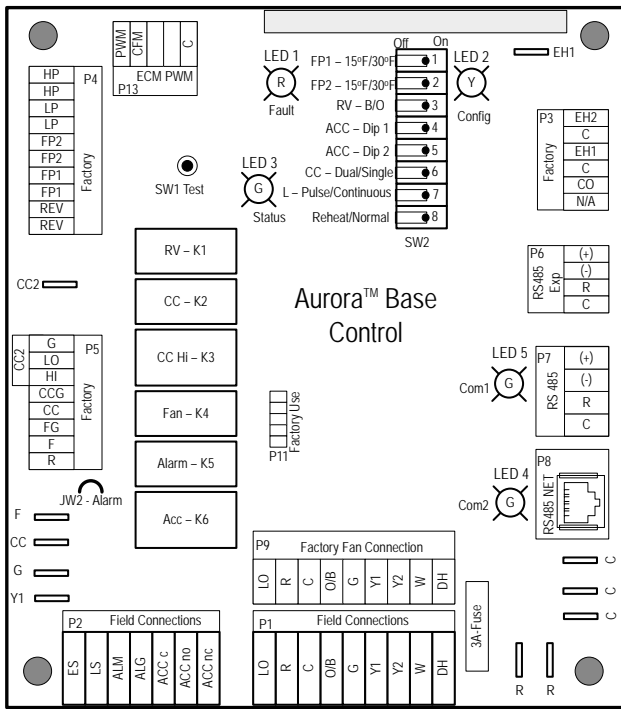 PWM
CFM
C
ECM PWM
P13
LED 1
R
Fault
Off On
FP1 – 15ºF/30ºF 1
FP2 – 15ºF/30ºF 2
RV – B/O 3
ACC – Dip 1 4
ACC – Dip 2 5
CC – Dual/Single 6
L – Pulse/Continuous 7
Reheat/Normal 8
SW2
LED 2
Y
Config
EH1
P4
Factory
HP
HP
LP
LP
FP2
FP2
FP1
FP1
REV
REV
SW1 Test
LED 3
G
Status
P3
Factory
EH2
C
EH1
C
CO
N/A
CC2
RV – K1
CC – K2
CC Hi – K3
Fan – K4
Alarm – K5
Acc – K6
Aurora™ Base
Control
P6
RS485
Exp
(+)
(-)
R
C
CC2
P5
Factory
G
LO
HI
CCG
CC
FG
F
R
P11
Factory Use
LED 5
Com1
G
P7
RS 485
(+)
(-)
R
C
JW2 - Alarm
LED 4
Com2
G
P8
RS485 NET
F
CC
G
Y1
P9 Factory Fan Connection
LO R C O/B G Y1 Y2 W DH
P2 Field Connections
ES LS ALM ALG ACC c ACC no ACC nc
P1 Field Connections
LO R C O/B G Y1 Y2 W DH
3A-Fuse
C
C
C
R R